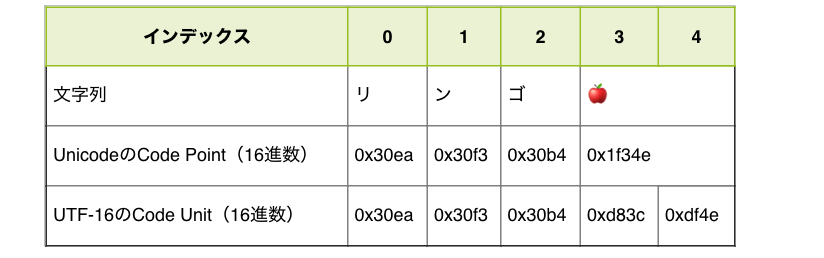 インデックス 0 1 2 3 4
文字列 リ ン ゴ 🍎
UnicodeのCode Point（16進数） 0x30ea 0x30f3 0x30b4 0x1f34e
UTF-16のCode Unit（16進数） 0x30ea 0x30f3 0x30b4 0xd83c 0xdf4e